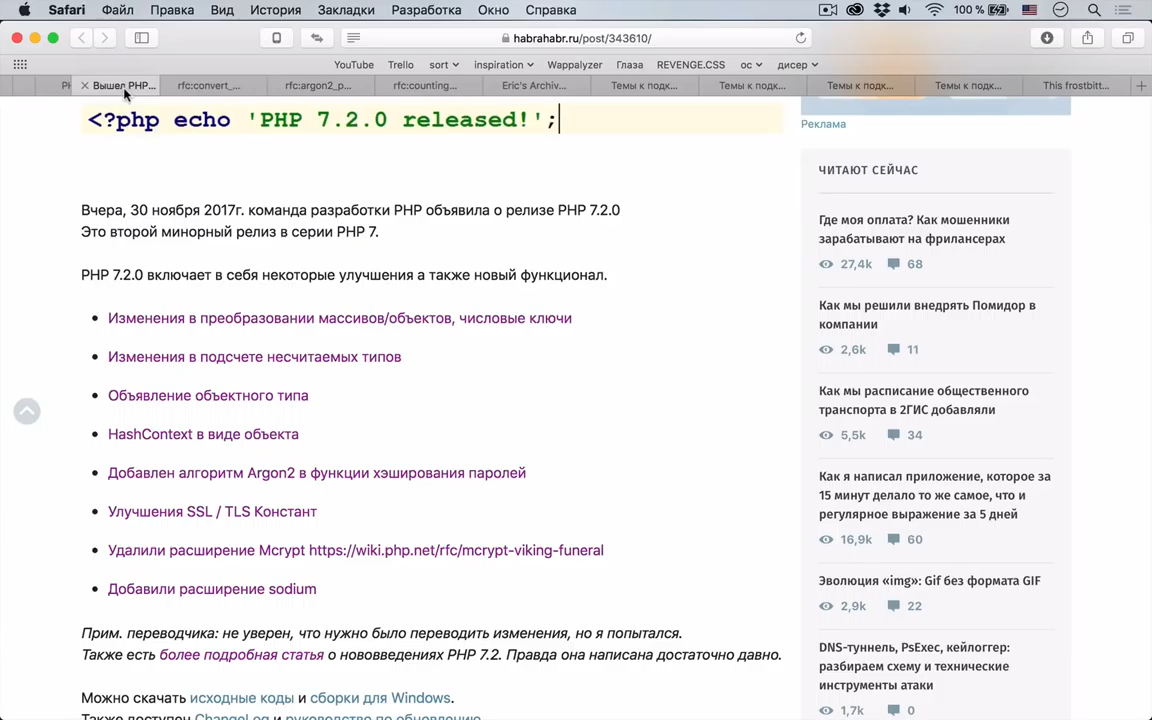 Safari Файл Правка Вид История Закладки Разработка Окно Справка 100 %
habrahabr.ru/post/343610/
YouTube Trello sort inspiration Wappalyzer Глаза REVENGE.CSS ос дисер
Вышел PHP... rfc:convert_... rfc:argon2_p... rfc:counting... Eric's Archiv... Темы к подк... Темы к подк... Темы к подк... Темы к подк... This frostbitt...
<?php echo 'PHP 7.2.0 released!';
Вчера, 30 ноября 2017г. команда разработки PHP объявила о релизе PHP 7.2.0
Это второй минорный релиз в серии PHP 7.
PHP 7.2.0 включает в себя некоторые улучшения а также новый функционал.
Изменения в преобразовании массивов/объектов, числовые ключи
Изменения в подсчете несчитаемых типов
Объявление объектного типа
HashContext в виде объекта
Добавлен алгоритм Argon2 в функции хэширования паролей
Улучшения SSL / TLS Констант
Удалили расширение Mcrypt https://wiki.php.net/rfc/mcrypt-viking-funeral
Добавили расширение sodium
Прим. переводчика: не уверен, что нужно было переводить изменения, но я попытался.
Также есть более подробная статья о нововведениях PHP 7.2. Правда она написана достаточно давно.
Можно скачать исходные коды и сборки для Windows.
Также доступен ChangeLog и руководство по обновлению
Реклама
ЧИТАЮТ СЕЙЧАС
Где моя оплата? Как мошенники
зарабатывают на фрилансерах
27,4k 68
Как мы решили внедрять Помидор в
компании
2,6k 11
Как мы расписание общественного
транспорта в 2ГИС добавляли
5,5k 34
Как я написал приложение, которое за
15 минут делало то же самое, что и
регулярное выражение за 5 дней
16,9k 60
Эволюция «img»: Gif без формата GIF
2,9k 22
DNS-туннель, PsExec, кейлоггер:
разбираем схему и технические
инструменты атаки
1,7k 0